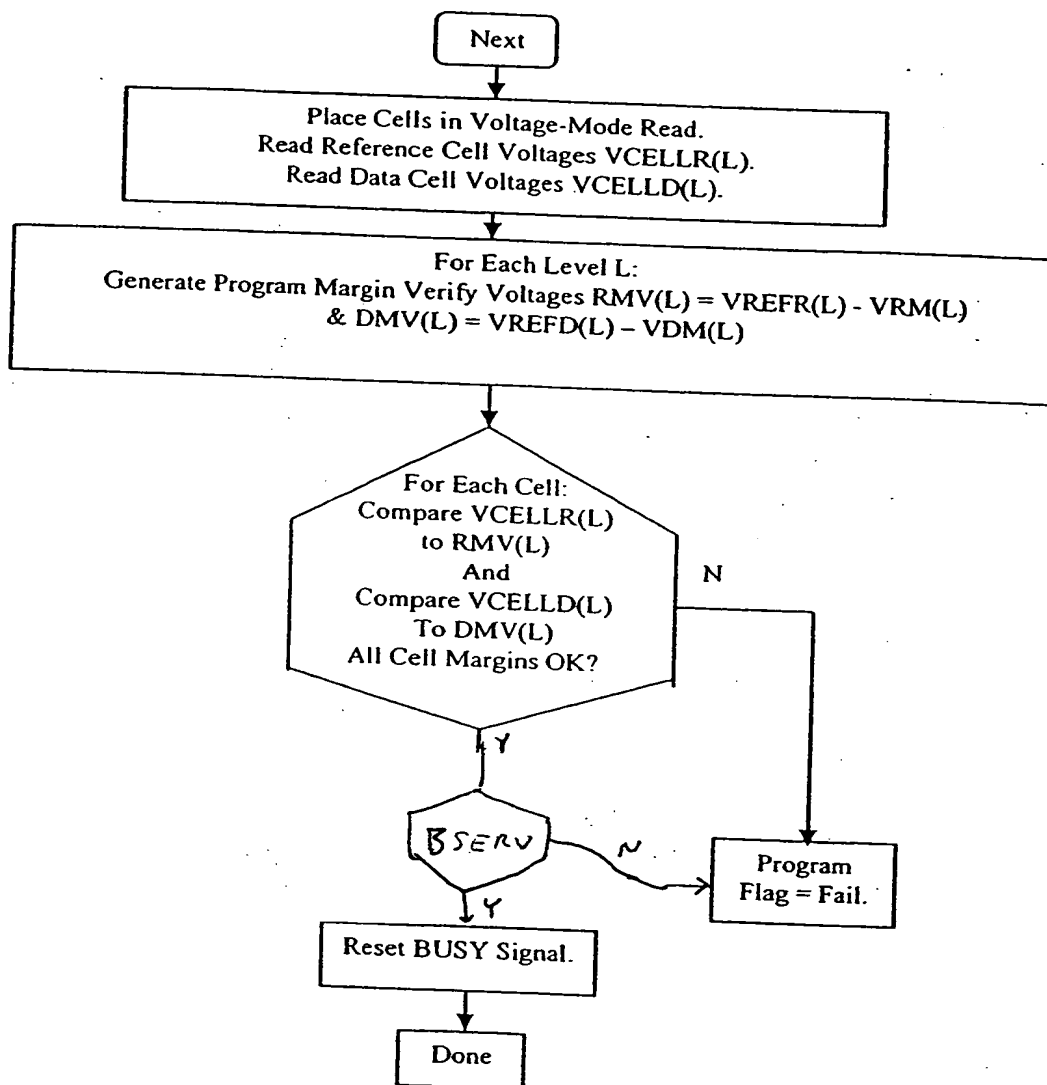 Next
Place Cells in Voltage-Mode Read.
Read Reference Cell Voltages VCELLR(L).
Read Data Cell Voltages VCELLD(L).
For Each Level L:
Generate Program Margin Verify Voltages RMV(L) = VREFR(L) - VRM(L)
& DMV(L) = VREFD(L) – VDM(L)
For Each Cell:
Compare VCELLR(L)
to RMV(L)
And
Compare VCELLD(L)
To DMV(L)
All Cell Margins OK?
N
Y
BSERV
N
Y
Program
Flag = Fail.
Reset BUSY Signal.
Done